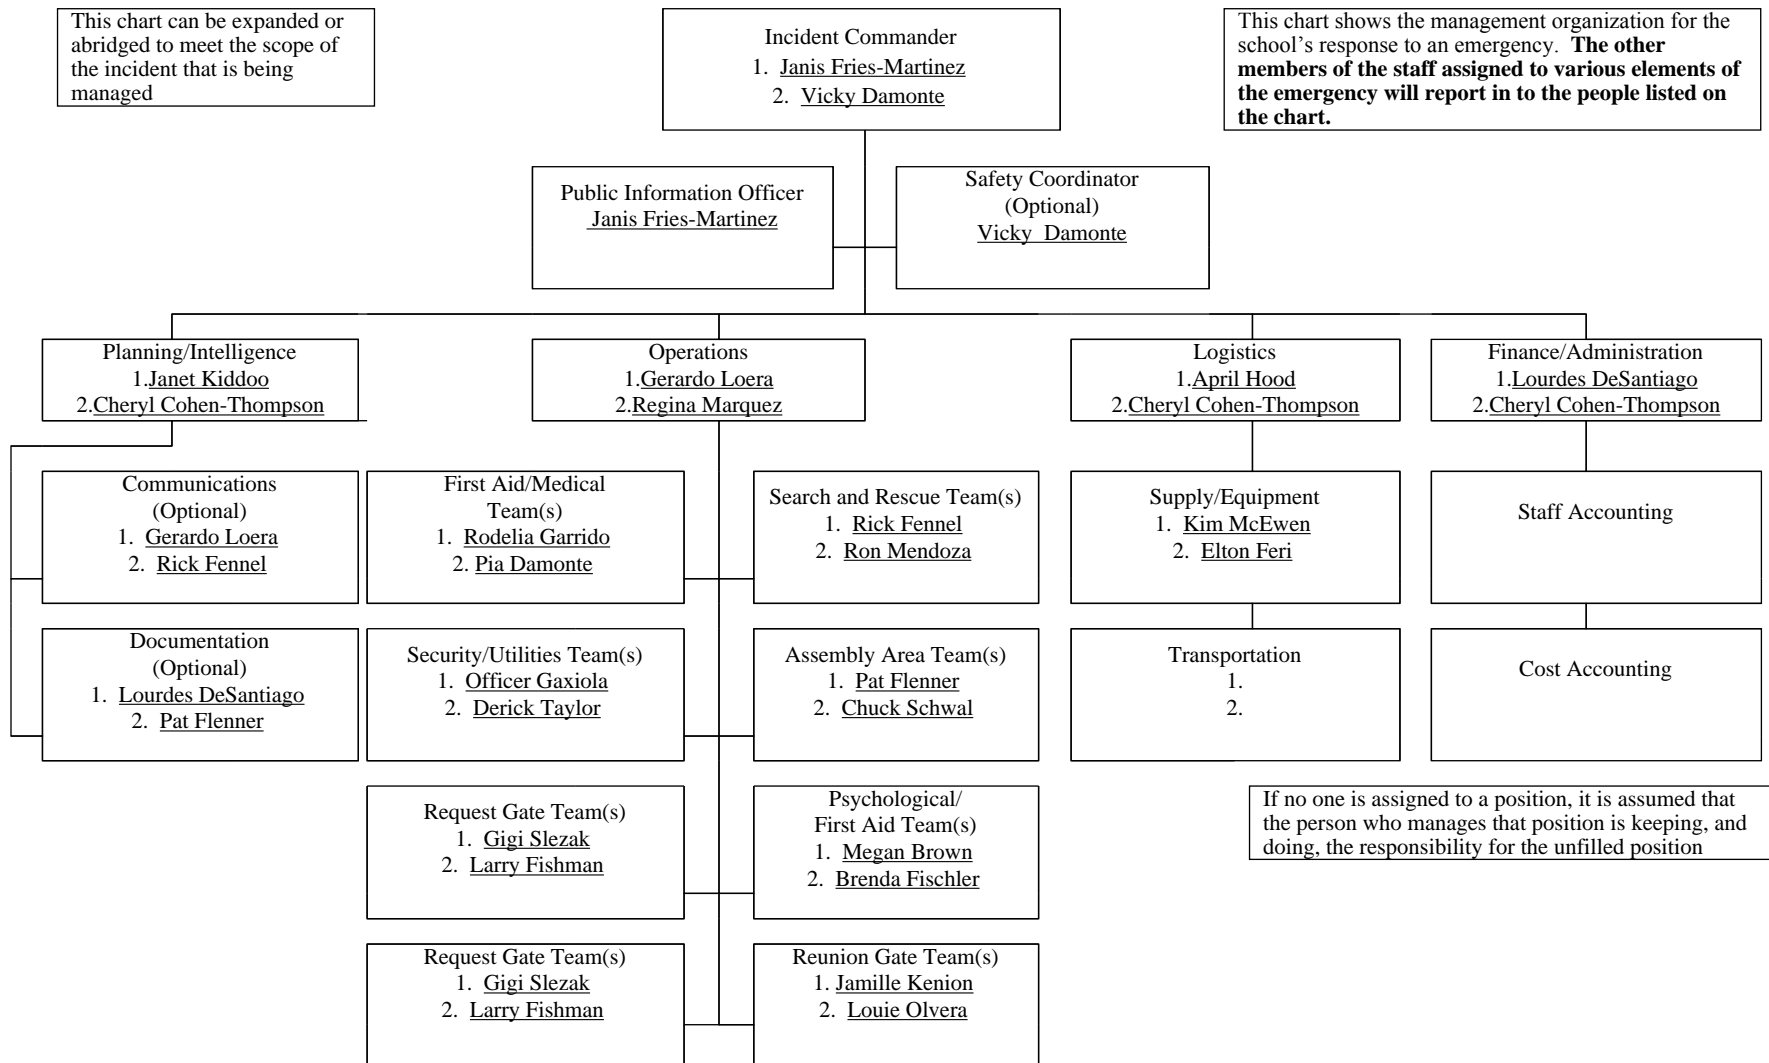 This chart can be expanded or
abridged to meet the scope of
the incident that is being
managed
Incident Commander
1. Janis Fries-Martinez
2. Vicky Damonte
This chart shows the management organization for the
school’s response to an emergency. The other
members of the staff assigned to various elements of
the emergency will report in to the people listed on
the chart.
Public Information Officer
Janis Fries-Martinez
Safety Coordinator
(Optional)
Vicky Damonte
Planning/Intelligence
1.Janet Kiddoo
2.Cheryl Cohen-Thompson
Operations
1.Gerardo Loera
2.Regina Marquez
Logistics
1.April Hood
2.Cheryl Cohen-Thompson
Finance/Administration
1.Lourdes DeSantiago
2.Cheryl Cohen-Thompson
Communications
(Optional)
1. Gerardo Loera
2. Rick Fennel
First Aid/Medical
Team(s)
1. Rodelia Garrido
2. Pia Damonte
Search and Rescue Team(s)
1. Rick Fennel
2. Ron Mendoza
Supply/Equipment
1. Kim McEwen
2. Elton Feri
Staff Accounting
Documentation
(Optional)
1. Lourdes DeSantiago
2. Pat Flenner
Security/Utilities Team(s)
1. Officer Gaxiola
2. Derick Taylor
Assembly Area Team(s)
1. Pat Flenner
2. Chuck Schwal
Transportation
1.
2.
Cost Accounting
Request Gate Team(s)
1. Gigi Slezak
2. Larry Fishman
Psychological/
First Aid Team(s)
1. Megan Brown
2. Brenda Fischler
If no one is assigned to a position, it is assumed that
the person who manages that position is keeping, and
doing, the responsibility for the unfilled position
Request Gate Team(s)
1. Gigi Slezak
2. Larry Fishman
Reunion Gate Team(s)
1. Jamille Kenion
2. Louie Olvera